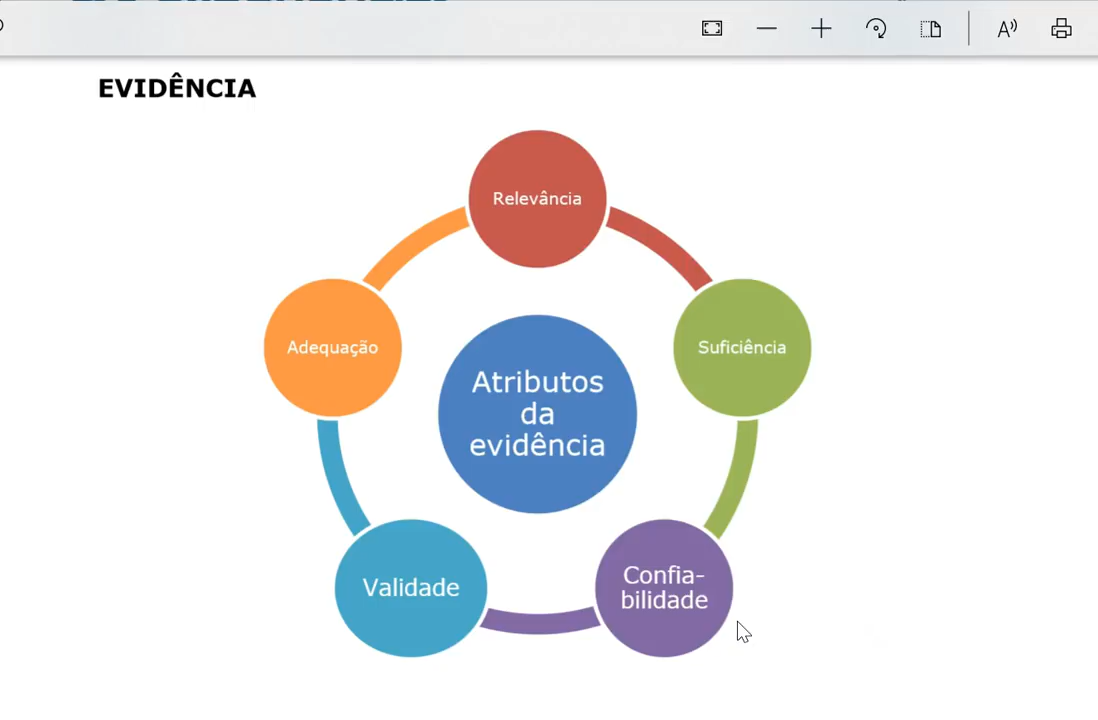 EVIDÊNCIA
Relevância
Adequação
Suficiência
Atributos
da
evidência
Validade
Confia-
bilidade